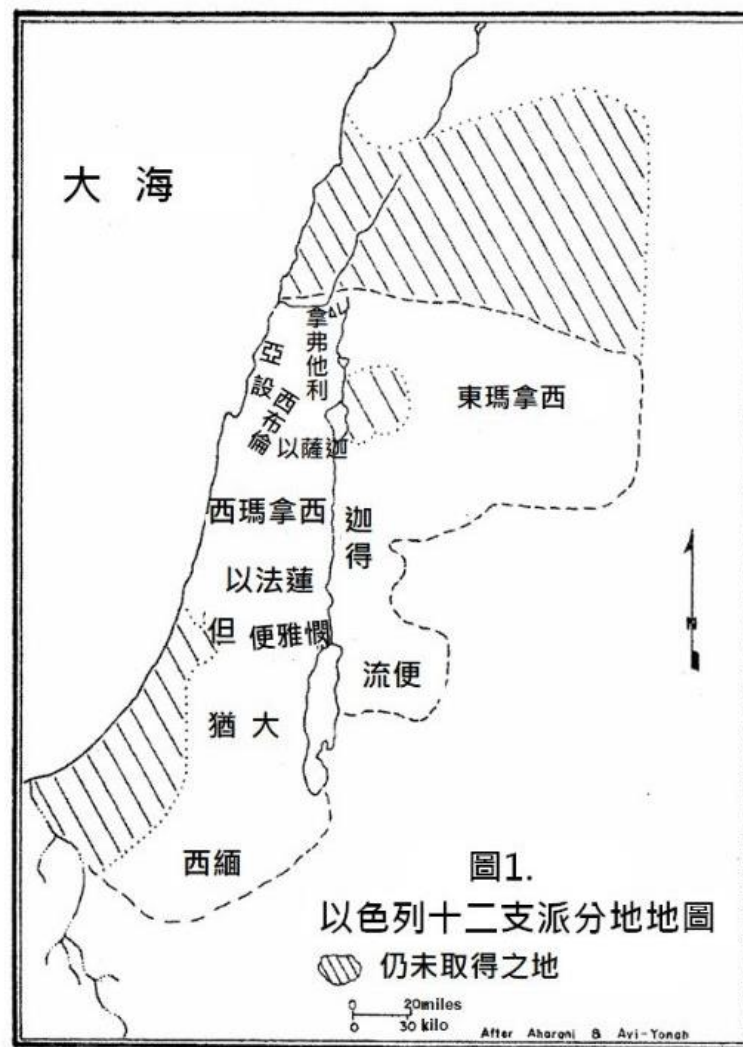 大 海
拿弗他利
亞設
西布倫
以薩迦
東瑪拿西
西瑪拿西
迦得
以法蓮
但
便雅憫
流便
猶 大
N
西緬
圖1.
以色列十二支派分地地圖
仍未取得之地
0 20miles
0 30 kilo
After Aharoni & Avi-Yonah